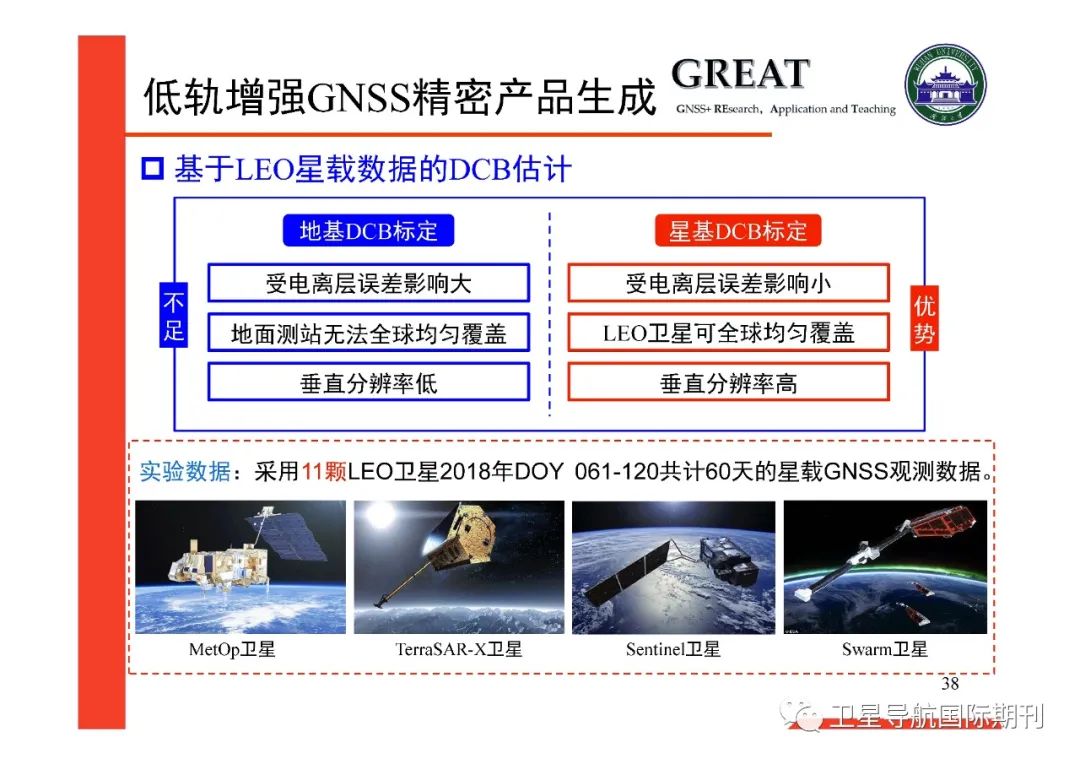 低轨增强GNSS精密产品生成
GREAT
GNSS+ REsearch, Application and Teaching
WUHAN UNIVERSITY
基于LEO星载数据的DCB估计
地基DCB标定
星基DCB标定
不足
受电离层误差影响大
地面测站无法全球均匀覆盖
垂直分辨率低
受电离层误差影响小
LEO卫星可全球均匀覆盖
垂直分辨率高
优势
实验数据：采用11颗LEO卫星2018年DOY 061-120共计60天的星载GNSS观测数据。
MetOp卫星
TerraSAR-X卫星
Sentinel卫星
Swarm卫星
38
卫星导航国际期刊